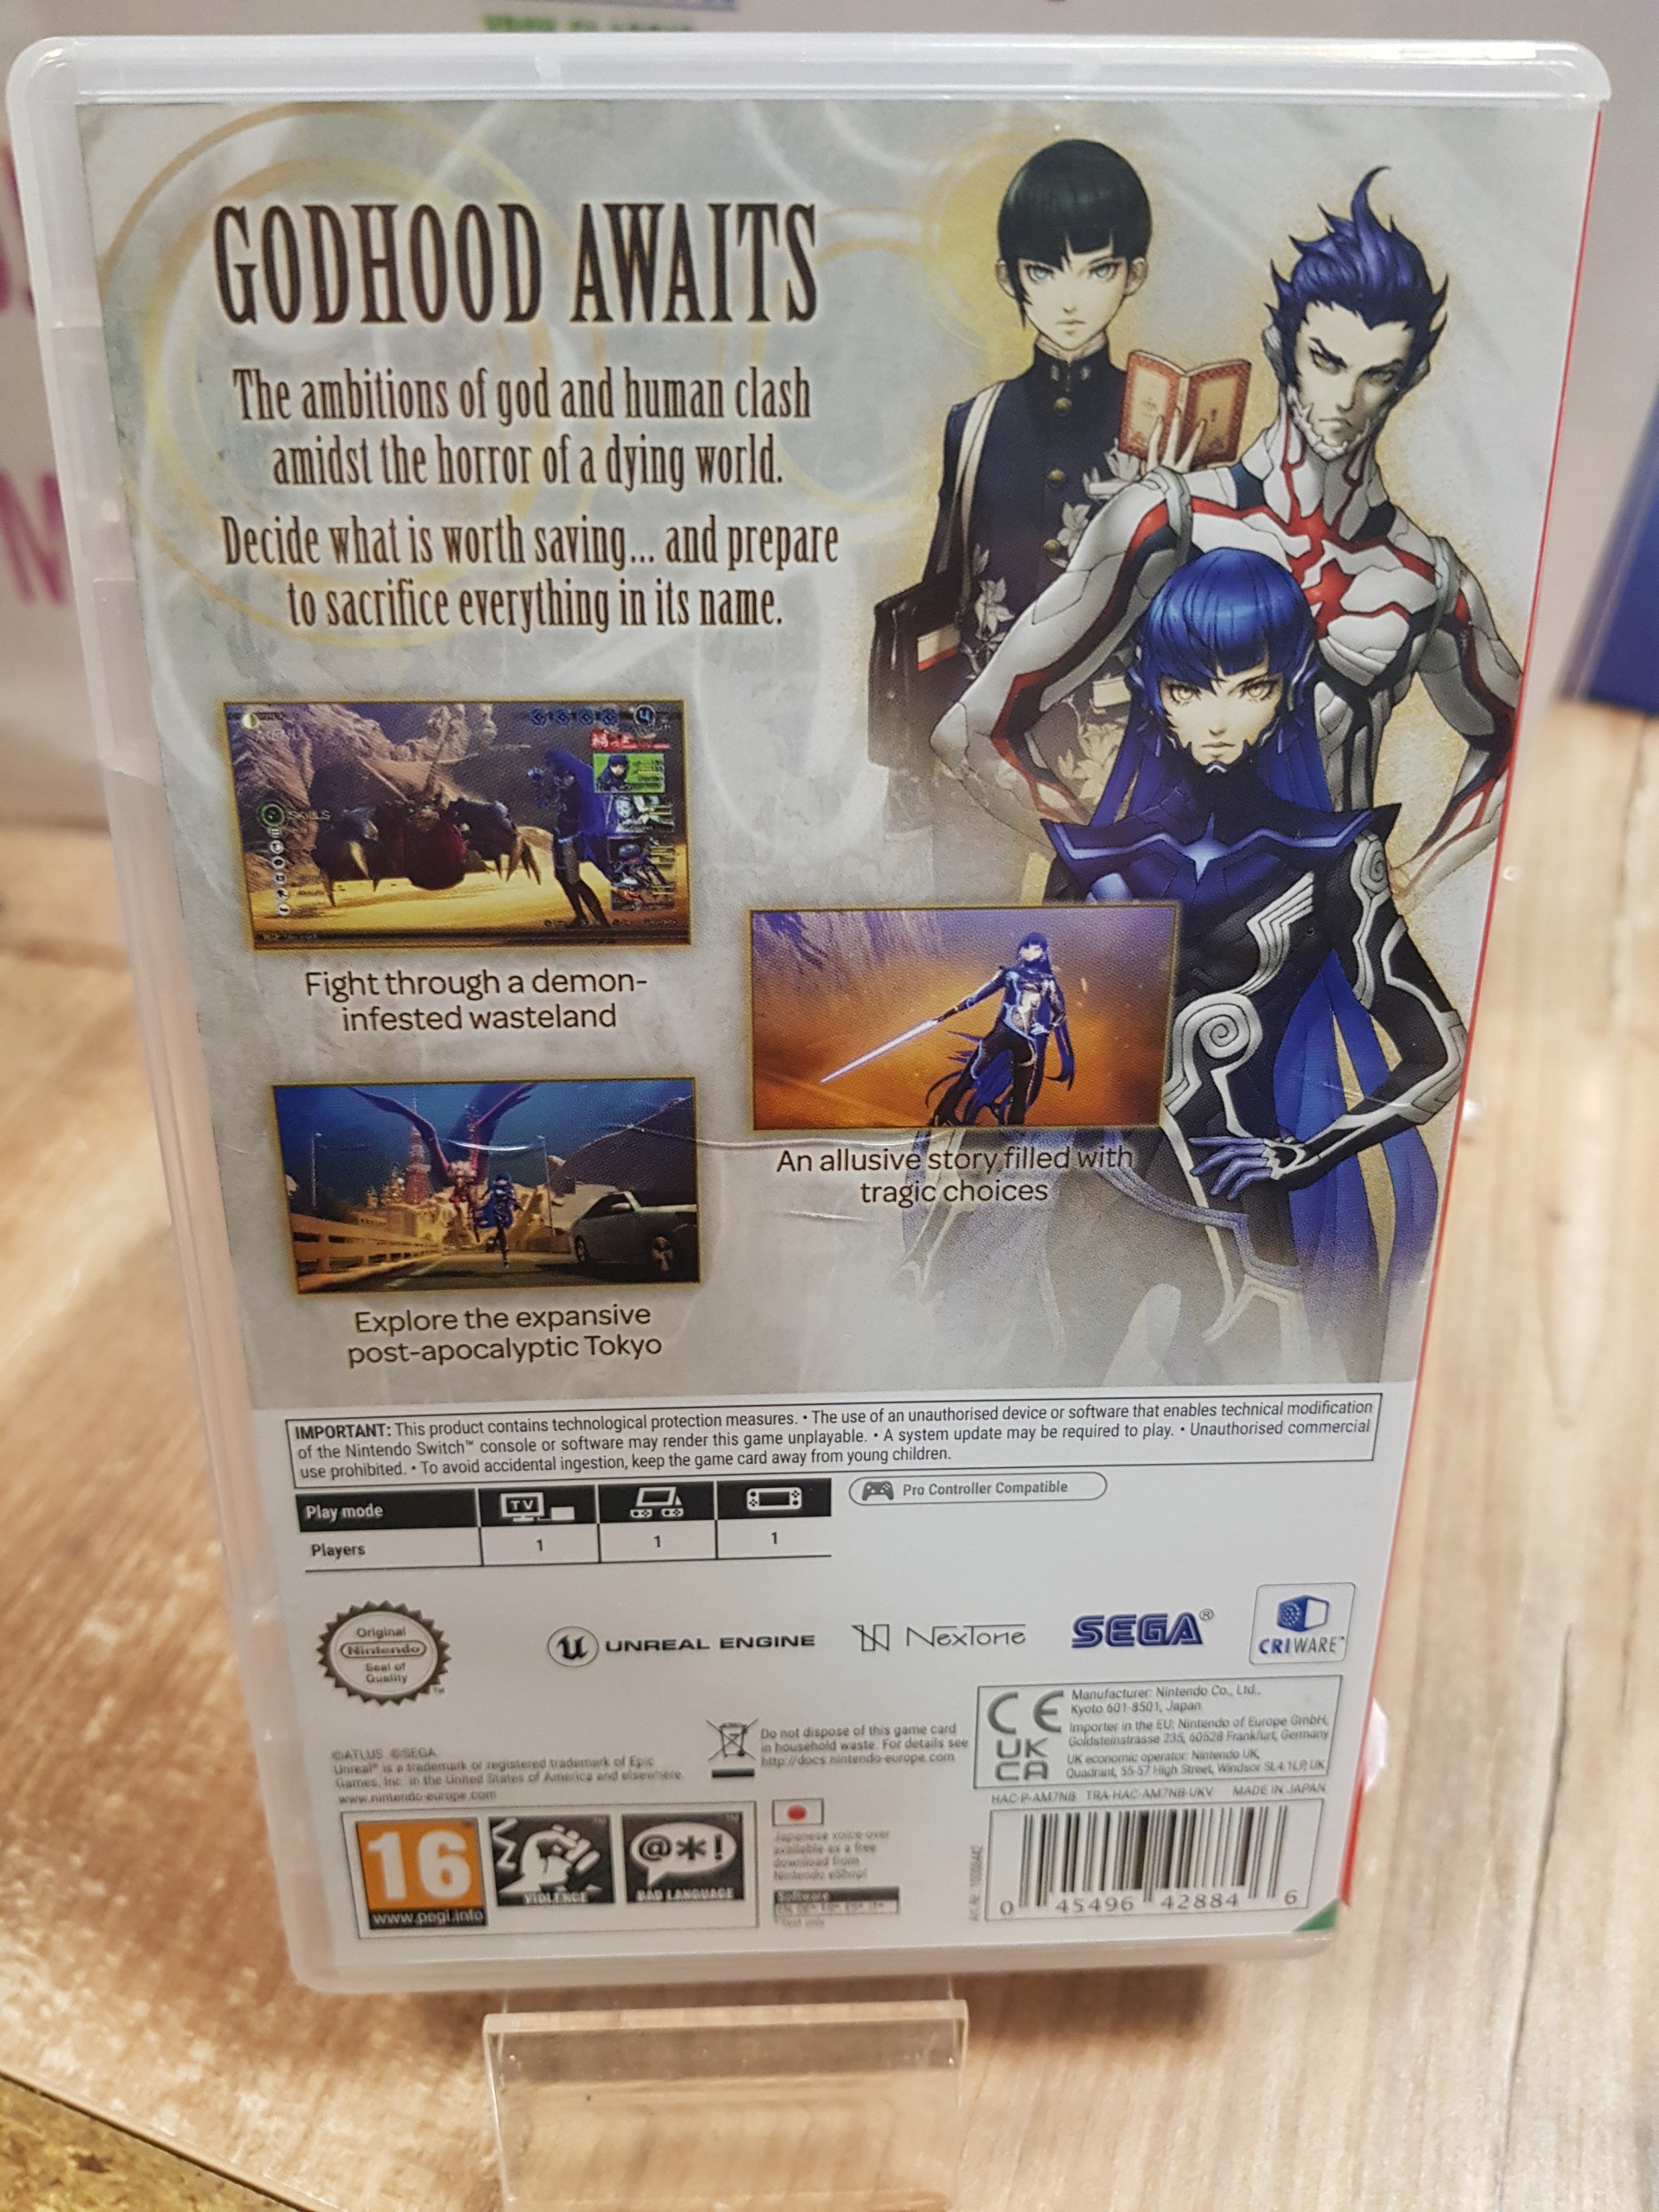 GODHOOD AWAITS
The ambitions of god and human clash
amidst the horror of a dying world.
Decide what is worth saving... and prepare
to sacrifice everything in its name.
SKILLS
Fight through a demon-
infested wasteland
An allusive story filled with
tragic choices
Explore the expansive
post-apocalyptic Tokyo
IMPORTANT: This product contains technological protection measures. • The use of an unauthorised device or software that enables technical modification
of the Nintendo Switch™ console or software may render this game unplayable. • A system update may be required to play. • Unauthorised commercial
use prohibited. • To avoid accidental ingestion, keep the game card away from young children.
Play mode TV
Pro Controller Compatible
Players 1 1 1
Original
Nintendo
Seal of
Quality
™
UNREAL ENGINE
NexTone
SEGA®
CRIWARE™
©ATLUS. ©SEGA.
Unreal® is a trademark or registered trademark of Epic
Games, Inc. in the United States of America and elsewhere.
www.nintendo-europe.com
Do not dispose of this game card
in household waste. For details see
http://docs.nintendo-europe.com
CE
UK
CA
Manufacturer: Nintendo Co., Ltd.,
Kyoto 601-8501, Japan
Importer in the EU: Nintendo of Europe GmbH,
Goldsteinstrasse 235, 60528 Frankfurt, Germany
UK economic operator: Nintendo UK,
Quadrant, 55-57 High Street, Windsor SL4 1LP, UK
HAC-P-AM7NB TRA-HAC-AM7NB-UKV MADE IN JAPAN
16
www.pegi.info
VIOLENCE
@*!
BAD LANGUAGE
Japanese voice-over
available as a free
download from
Nintendo eShop!
Software
0 45496 42884 6